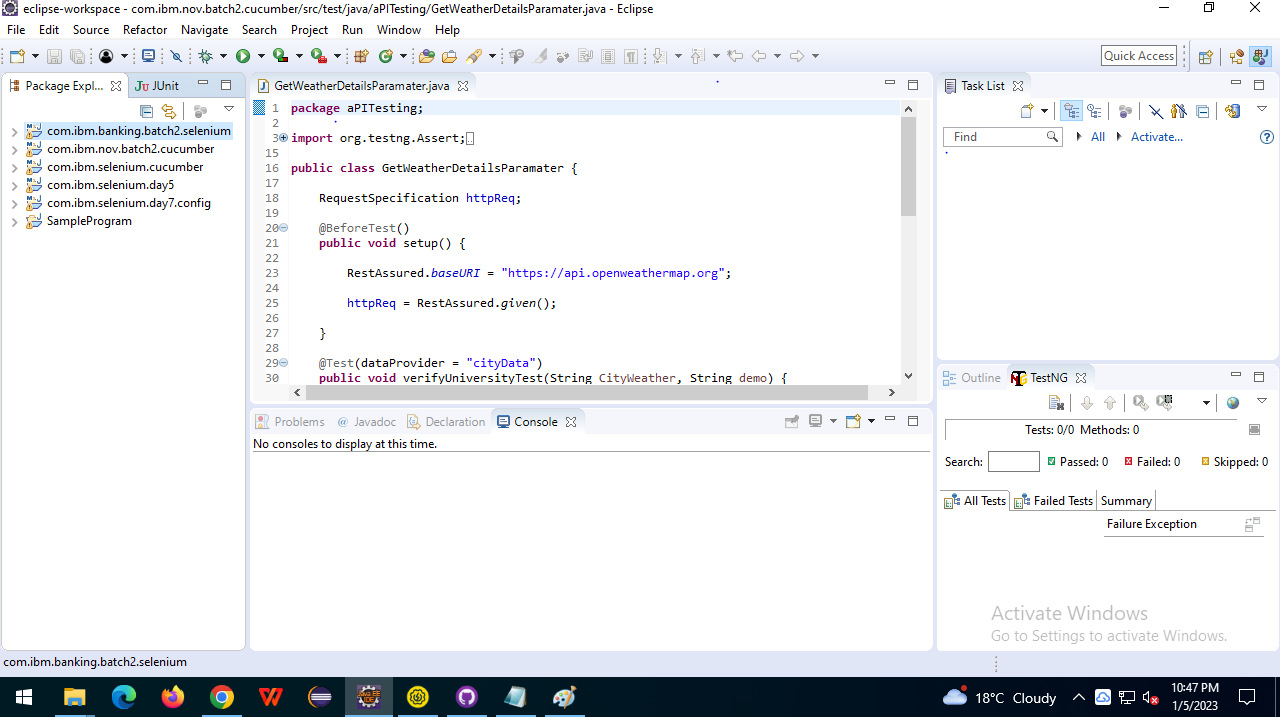 eclipse-workspace - com.ibm.nov.batch2.cucumber/src/test/java/aPITesting/GetWeatherDetailsParamater.java - Eclipse
File Edit Source Refactor Navigate Search Project Run Window Help
Quick Access
Package Expl... JUnit
com.ibm.banking.batch2.selenium
com.ibm.nov.batch2.cucumber
com.ibm.selenium.cucumber
com.ibm.selenium.day5
com.ibm.selenium.day7.config
SampleProgram
GetWeatherDetailsParamater.java
1 package aPITesting;
2
3 import org.testng.Assert;
15
16 public class GetWeatherDetailsParamater {
17
18 RequestSpecification httpReq;
19
20 @BeforeTest()
21 public void setup() {
22
23 RestAssured.baseURI = "https://api.openweathermap.org";
24
25 httpReq = RestAssured.given();
26
27 }
28
29 @Test(dataProvider = "cityData")
30 public void verifyUniversityTest(String CityWeather, String demo) {
Problems Javadoc Declaration Console
No consoles to display at this time.
Task List
Find All Activate...
Outline TestNG
Tests: 0/0 Methods: 0
Search: Passed: 0 Failed: 0 Skipped: 0
All Tests Failed Tests Summary
Failure Exception
Activate Windows
Go to Settings to activate Windows.
com.ibm.banking.batch2.selenium
18°C Cloudy
10:47 PM
1/5/2023